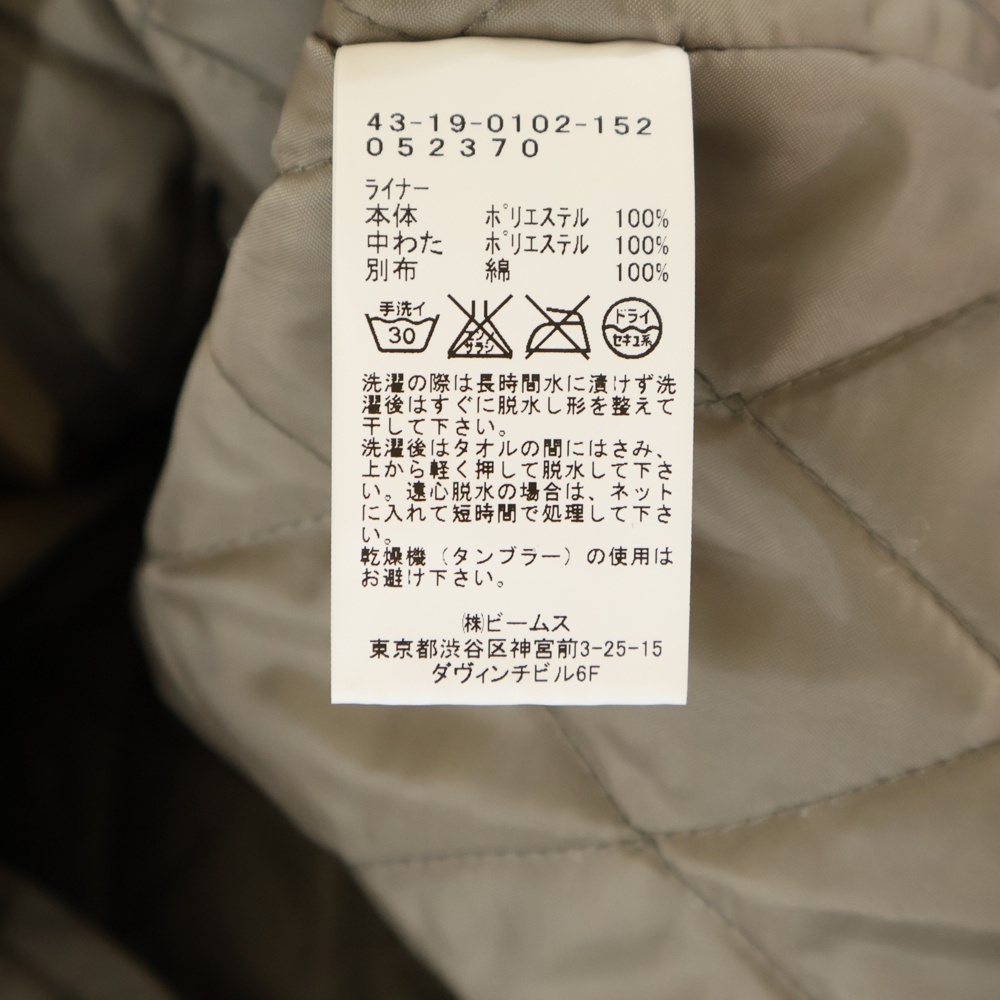 43-19-0102-152
052370
ライナー
本体 ポリエステル 100%
中わた ポリエステル 100%
別布 綿 100%
手洗イ エンソ ドライ
30 サラシ セキユ系
洗濯の際は長時間水に漬けず洗
濯後はすぐに脱水し形を整えて
干して下さい。
洗濯後はタオルの間にはさみ、
上から軽く押して脱水して下さ
い。遠心脱水の場合は、ネット
に入れて短時間で処理して下さ
い。
乾燥機（タンブラー）の使用は
お避け下さい。
㈱ビームス
東京都渋谷区神宮前3-25-15
ダヴィンチビル6F